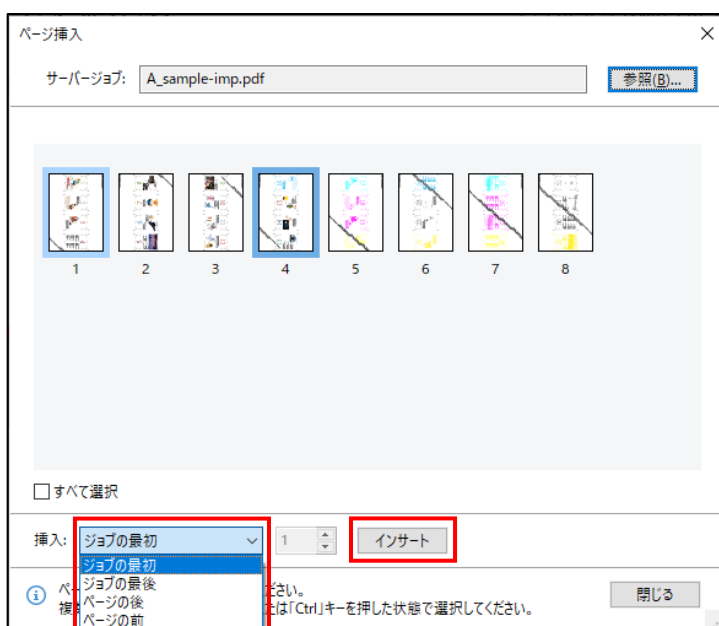 ページ挿入
サーバージョブ: A_sample-imp.pdf 参照(B)...
1 2 3 4 5 6 7 8
すべて選択
挿入: ジョブの最初 1 インサート
ジョブの最初
ジョブの最後
ページの後
ページの前
ペ ださい。
複 たは「Ctrl」キーを押した状態で選択してください。
閉じる